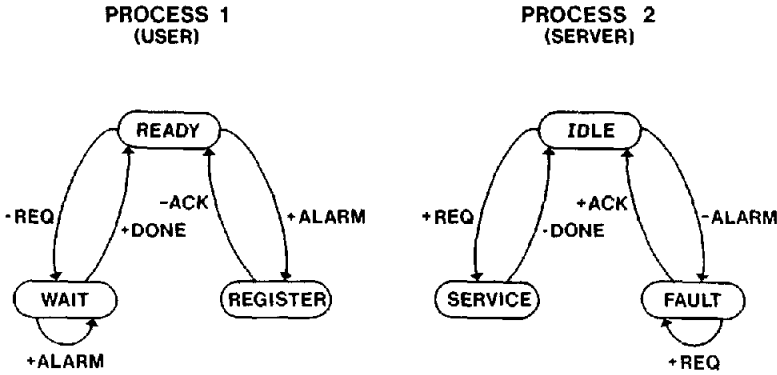 PROCESS 1
(USER)
PROCESS 2
(SERVER)
READY
IDLE
-REQ
+DONE
-ACK
+ALARM
+REQ
-DONE
+ACK
-ALARM
WAIT
REGISTER
SERVICE
FAULT
+ALARM
+REQ